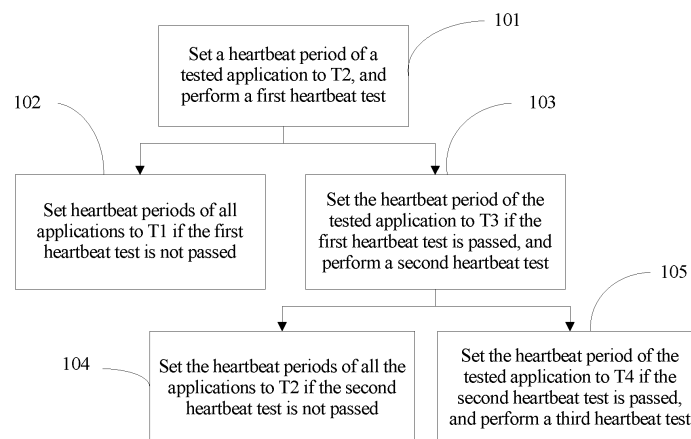 101
Set a heartbeat period of a
tested application to T2, and
perform a first heartbeat test
102
103
Set heartbeat periods of all
applications to T1 if the first
heartbeat test is not passed
Set the heartbeat period of the
tested application to T3 if the
first heartbeat test is passed, and
perform a second heartbeat test
105
104
Set the heartbeat periods of all the
applications to T2 if the second
heartbeat test is not passed
Set the heartbeat period of the
tested application to T4 if the
second heartbeat test is passed,
and perform a third heartbeat test